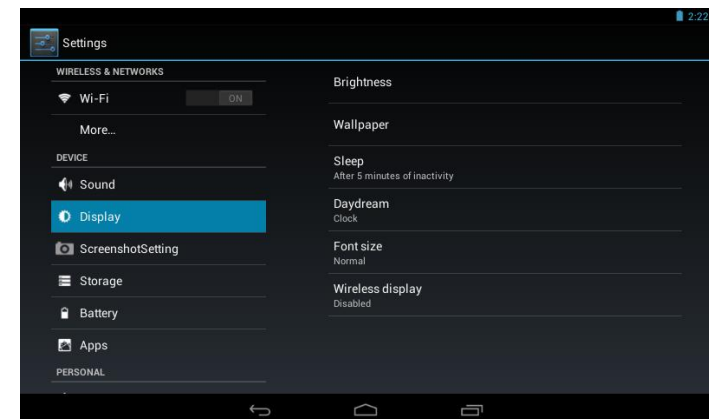 2:22
Settings
WIRELESS & NETWORKS
Wi-Fi
ON
More...
DEVICE
Sound
Display
ScreenshotSetting
Storage
Battery
Apps
PERSONAL
Brightness
Wallpaper
Sleep
After 5 minutes of inactivity
Daydream
Clock
Font size
Normal
Wireless display
Disabled